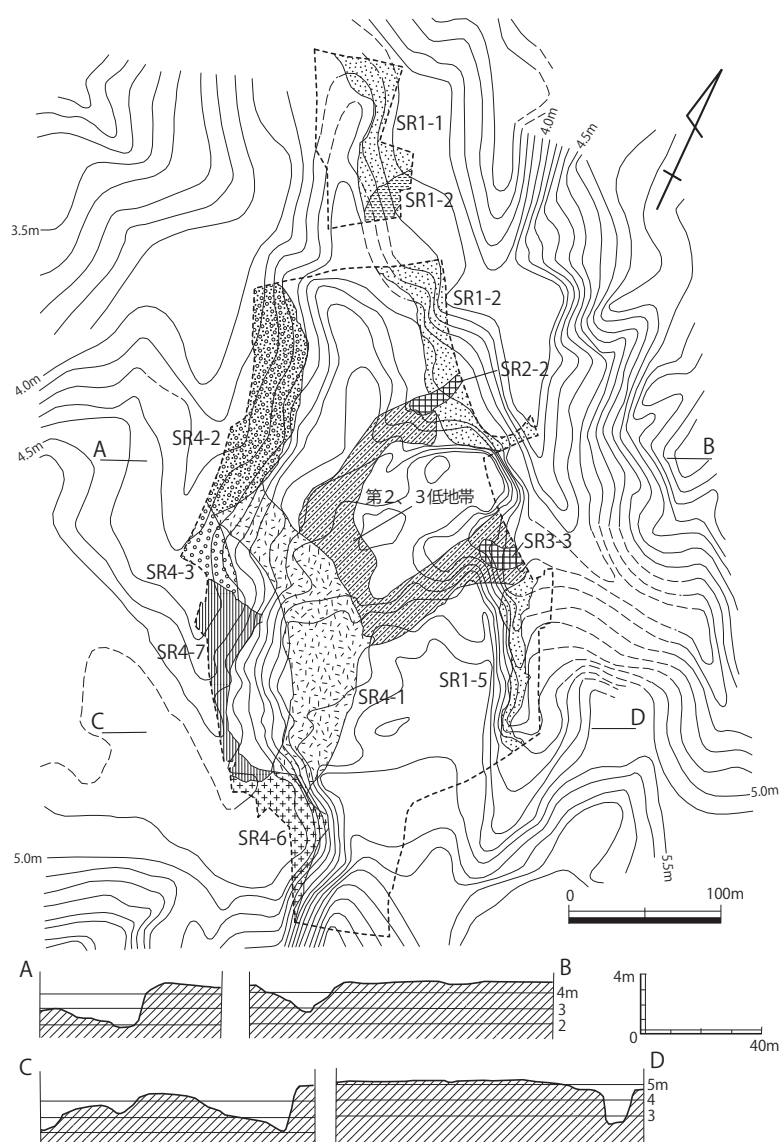 SR1-1
4.0m
4.5m
SR1-2
3.5m
SR1-2
SR2-2
4.0m
SR4-2
A
B
4.5m
第2、3低地帯
SR3-3
SR4-3
SR4-7
SR1-5
SR4-1
C
D
5.0m
SR4-6
5.0m
5.5m
0
100m
A
B
4m
3
2
4m
0
40m
C
D
5m
4
3